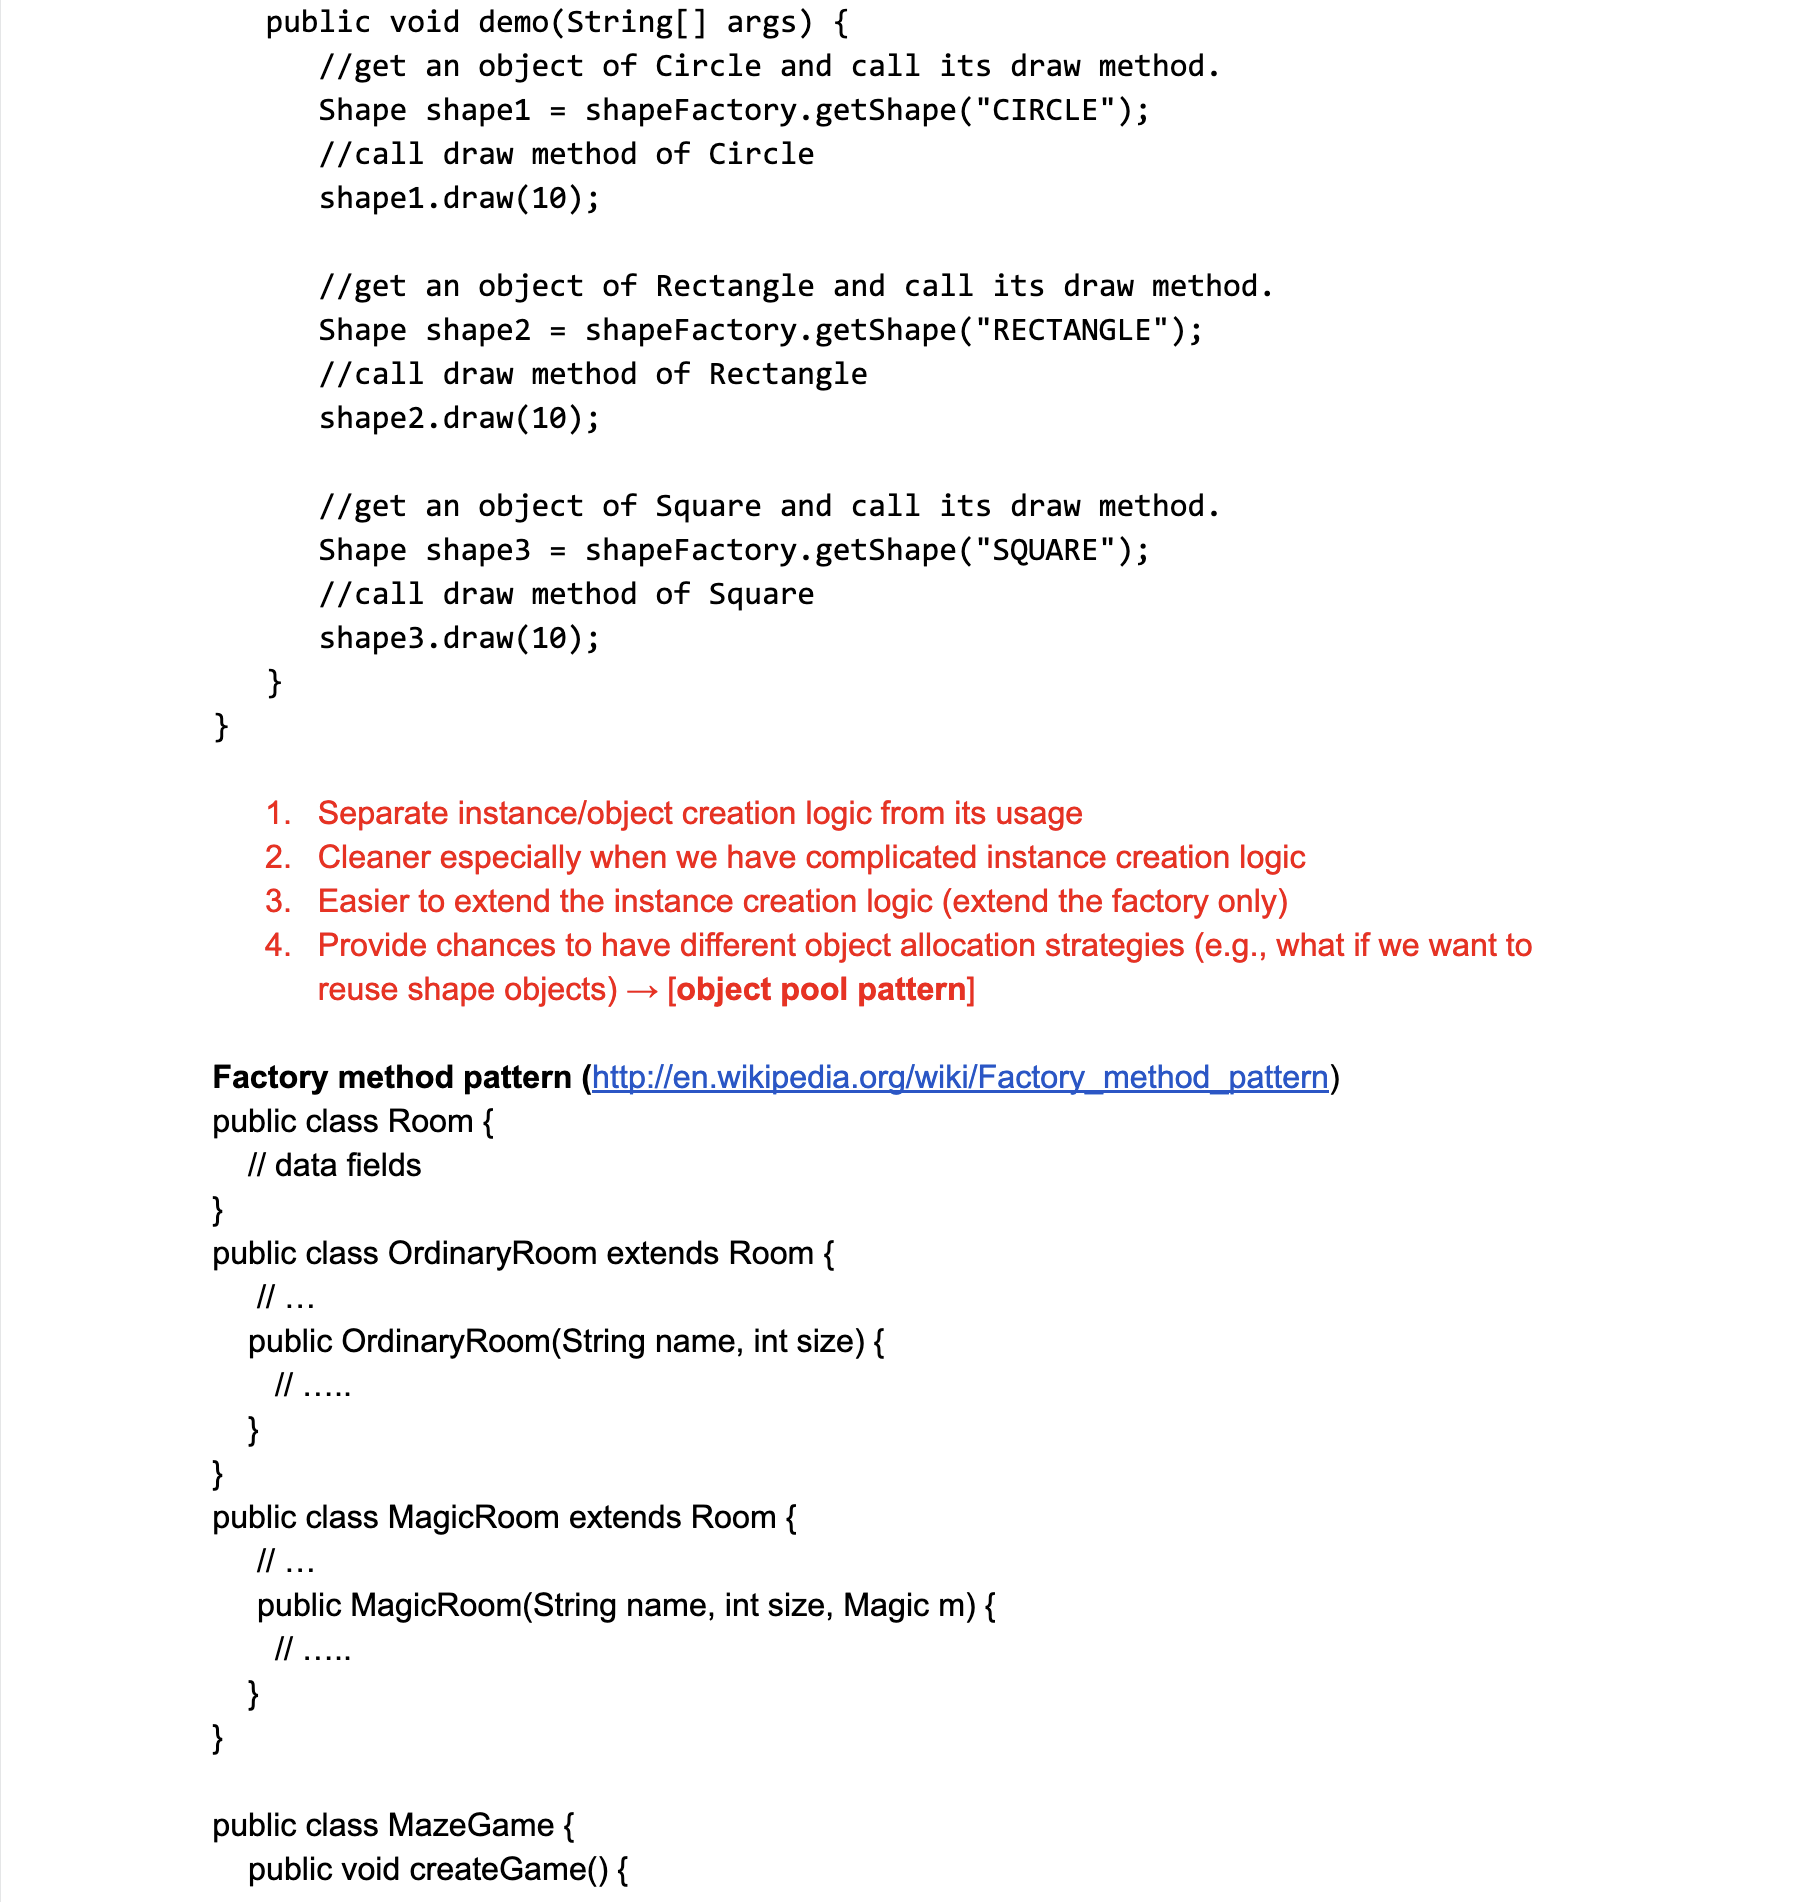 public void demo(String[] args) {
//get an object of Circle and call its draw method.
Shape shape1 = shapeFactory.getShape("CIRCLE");
//call draw method of Circle
shape1.draw(10);
//get an object of Rectangle and call its draw method.
Shape shape2 = shapeFactory.getShape("RECTANGLE");
//call draw method of Rectangle
shape2.draw(10);
//get an object of Square and call its draw method.
Shape shape3 = shapeFactory.getShape("SQUARE");
//call draw method of Square
shape3.draw(10);
}
}
1. Separate instance/object creation logic from its usage
2. Cleaner especially when we have complicated instance creation logic
3. Easier to extend the instance creation logic (extend the factory only)
4. Provide chances to have different object allocation strategies (e.g., what if we want to
reuse shape objects) → [object pool pattern]
Factory method pattern (http://en.wikipedia.org/wiki/Factory_method_pattern)
public class Room {
// data fields
}
public class OrdinaryRoom extends Room {
// …
public OrdinaryRoom(String name, int size) {
// …..
}
}
public class MagicRoom extends Room {
// …
public MagicRoom(String name, int size, Magic m) {
// …..
}
}
public class MazeGame {
public void createGame() {